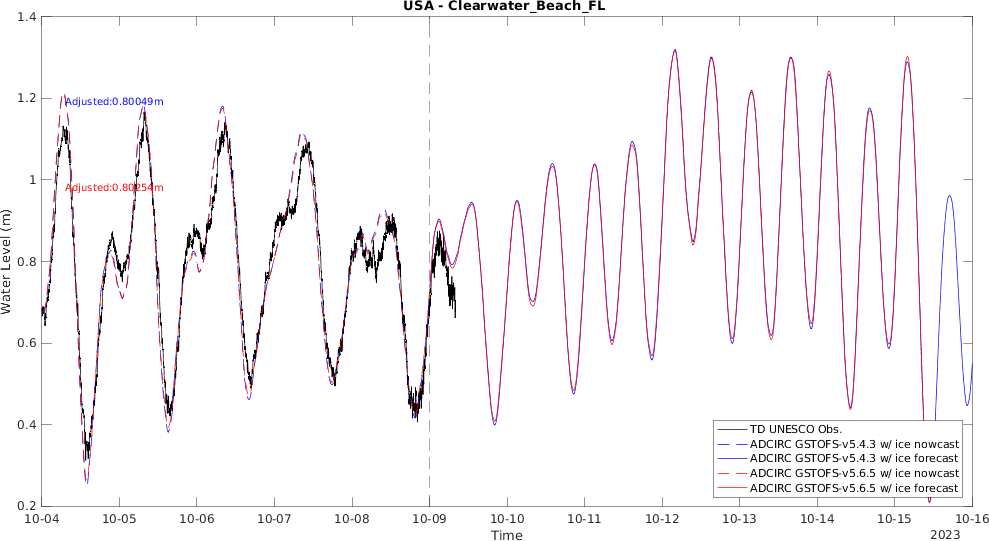 USA - Clearwater_Beach_FL
1.4
1.2
1
0.8
0.6
0.4
0.2
Water Level (m)
Adjusted:0.80049m
Adjusted:0.80254m
TD UNESCO Obs.
ADCIRC GSTOFS-v5.4.3 w/ ice nowcast
ADCIRC GSTOFS-v5.4.3 w/ ice forecast
ADCIRC GSTOFS-v5.6.5 w/ ice nowcast
ADCIRC GSTOFS-v5.6.5 w/ ice forecast
10-04 10-05 10-06 10-07 10-08 10-09 10-10 10-11 10-12 10-13 10-14 10-15 10-16
Time
2023